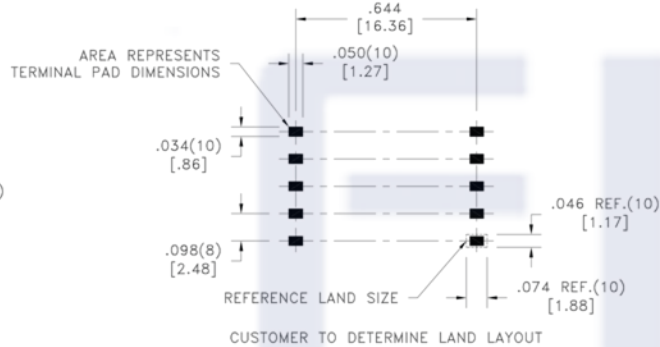 .644
[16.36]
AREA REPRESENTS
TERMINAL PAD DIMENSIONS
.050(10)
[1.27]
.034(10)
[.86]
)
.046 REF.(10)
[1.17]
.098(8)
[2.48]
.074 REF.(10)
[1.88]
REFERENCE LAND SIZE
CUSTOMER TO DETERMINE LAND LAYOUT